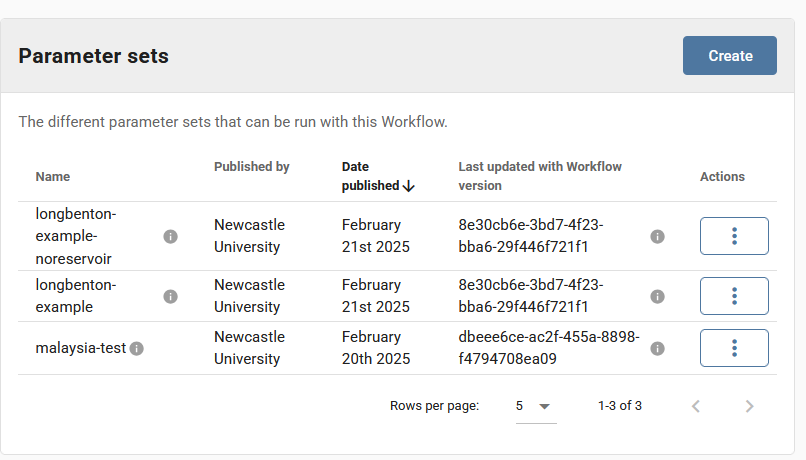 Parameter sets
Create
The different parameter sets that can be run with this Workflow.
Name
Published by
Date
published
Last updated with Workflow
version
Actions
longbenton-
example-
noreservoir
Newcastle
University
February
21st 2025
8e30cb6e-3bd7-4f23-
bba6-29f446f721f1
longbenton-
example
Newcastle
University
February
21st 2025
8e30cb6e-3bd7-4f23-
bba6-29f446f721f1
malaysia-test
Newcastle
University
February
20th 2025
dbeee6ce-ac2f-455a-8898-
f4794708ea09
Rows per page: 5 1-3 of 3